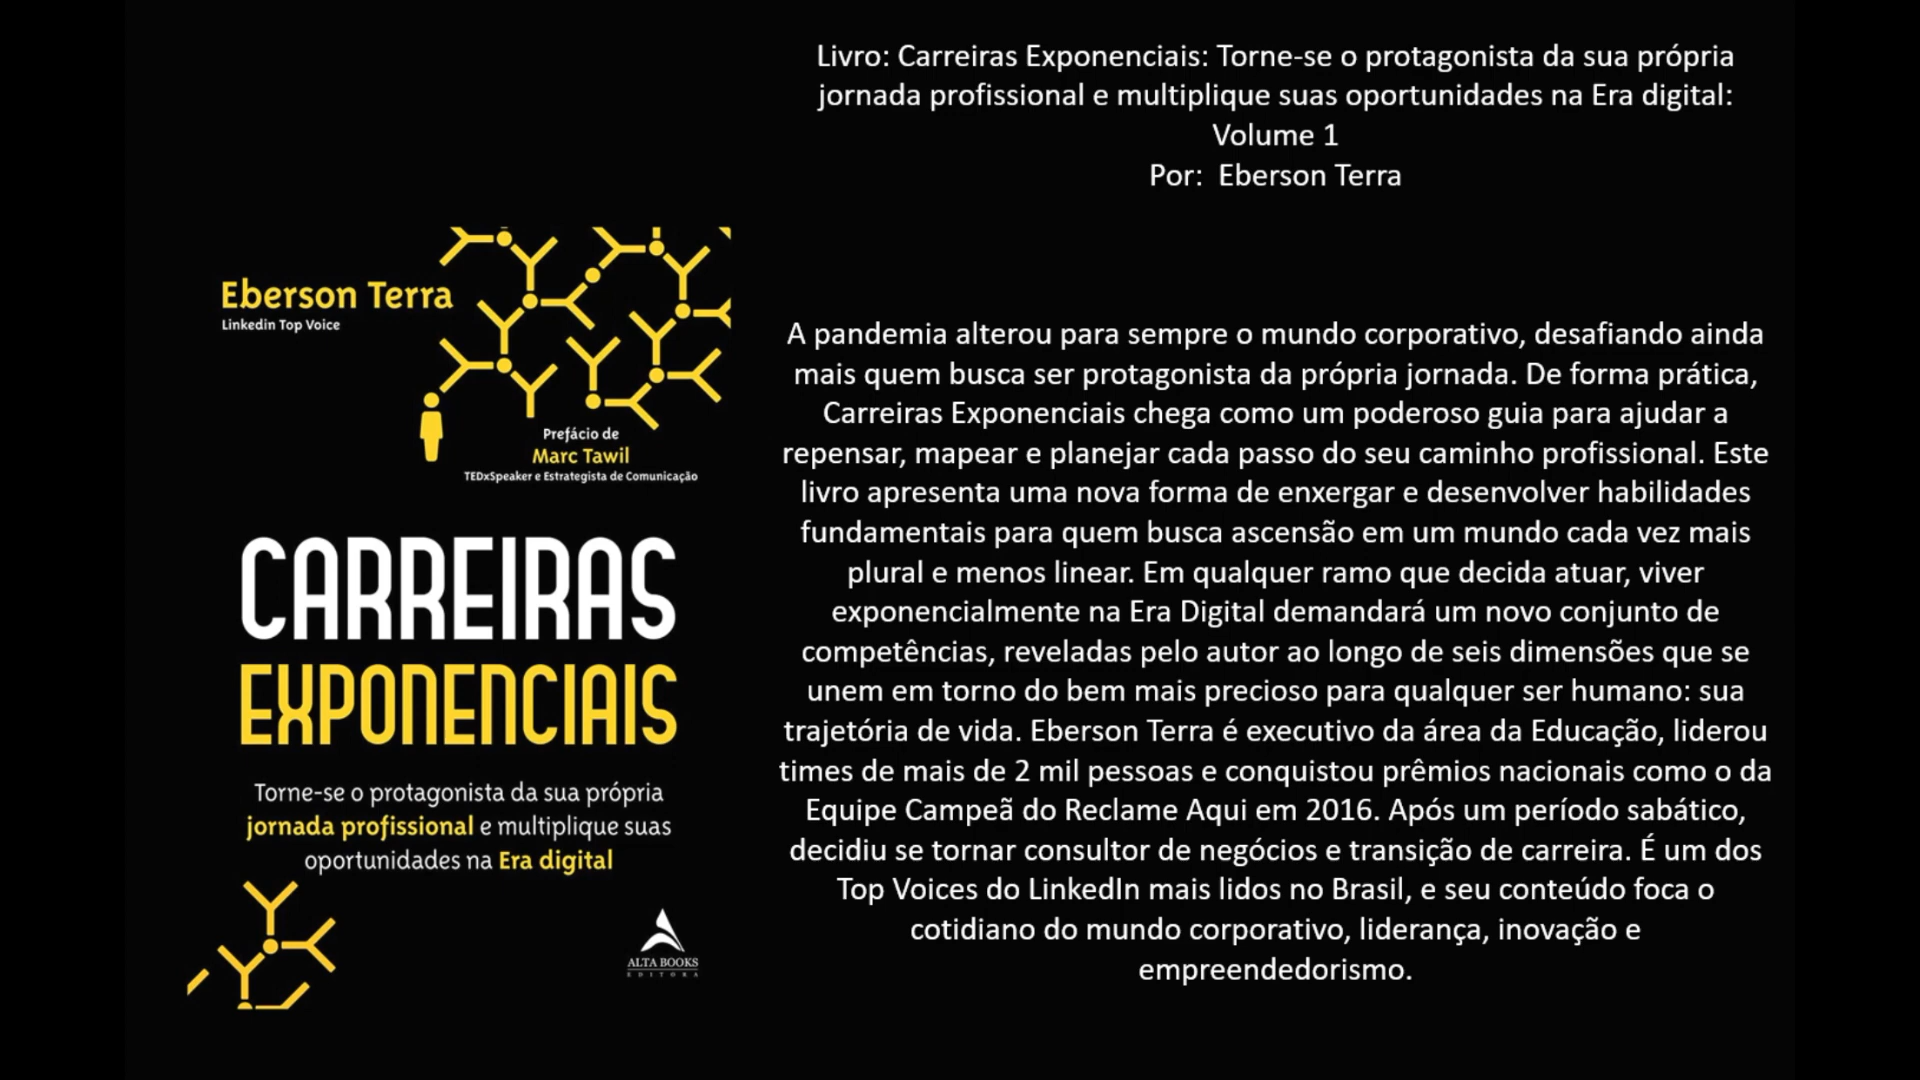 Livro: Carreiras Exponenciais: Torne-se o protagonista da sua própria
jornada profissional e multiplique suas oportunidades na Era digital:
Volume 1
Por:  Eberson Terra
Eberson Terra
Linkedin Top Voice
Prefácio de
Marc Tawil
TEDxSpeaker e Estrategista de Comunicação
CARREIRAS
EXPONENCIAIS
Torne-se o protagonista da sua própria
jornada profissional e multiplique suas
oportunidades na Era digital
ALTA BOOKS
EDITORA
A pandemia alterou para sempre o mundo corporativo, desafiando ainda
mais quem busca ser protagonista da própria jornada. De forma prática,
Carreiras Exponenciais chega como um poderoso guia para ajudar a
repensar, mapear e planejar cada passo do seu caminho profissional. Este
livro apresenta uma nova forma de enxergar e desenvolver habilidades
fundamentais para quem busca ascensão em um mundo cada vez mais
plural e menos linear. Em qualquer ramo que decida atuar, viver
exponencialmente na Era Digital demandará um novo conjunto de
competências, reveladas pelo autor ao longo de seis dimensões que se
unem em torno do bem mais precioso para qualquer ser humano: sua
trajetória de vida. Eberson Terra é executivo da área da Educação, liderou
times de mais de 2 mil pessoas e conquistou prêmios nacionais como o da
Equipe Campeã do Reclame Aqui em 2016. Após um período sabático,
decidiu se tornar consultor de negócios e transição de carreira. É um dos
Top Voices do LinkedIn mais lidos no Brasil, e seu conteúdo foca o
cotidiano do mundo corporativo, liderança, inovação e
empreendedorismo.